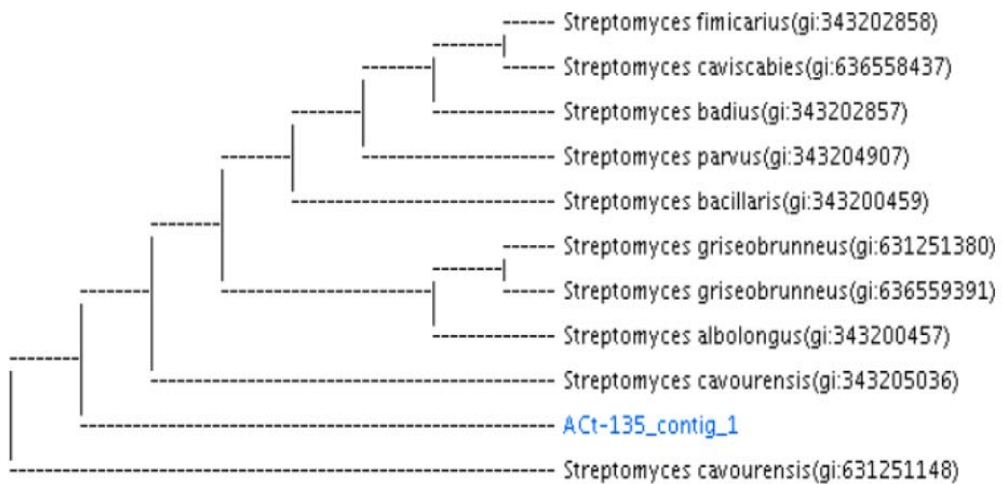 Streptomyces fimicarius(gi:343202858)
Streptomyces caviscabies(gi:636558437)
Streptomyces badius(gi:343202857)
Streptomyces parvus(gi:343204907)
Streptomyces bacillaris(gi:343200459)
Streptomyces griseobrunneus(gi:631251380)
Streptomyces griseobrunneus(gi:636559391)
Streptomyces albolongus(gi:343200457)
Streptomyces cavourensis(gi:343205036)
ACt-135_contig_1
Streptomyces cavourensis(gi:631251148)